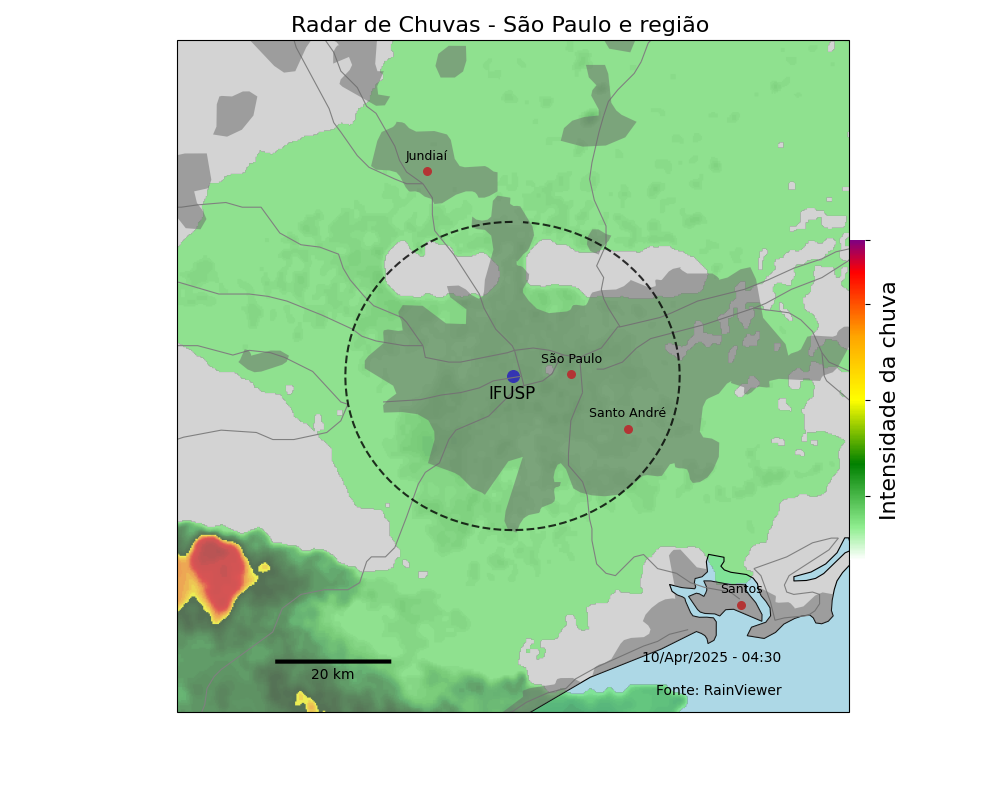 Radar de Chuvas - São Paulo e região
Jundiaí
São Paulo
IFUSP
Santo André
Intensidade da chuva
Santos
10/Apr/2025 - 04:30
20 km
Fonte: RainViewer